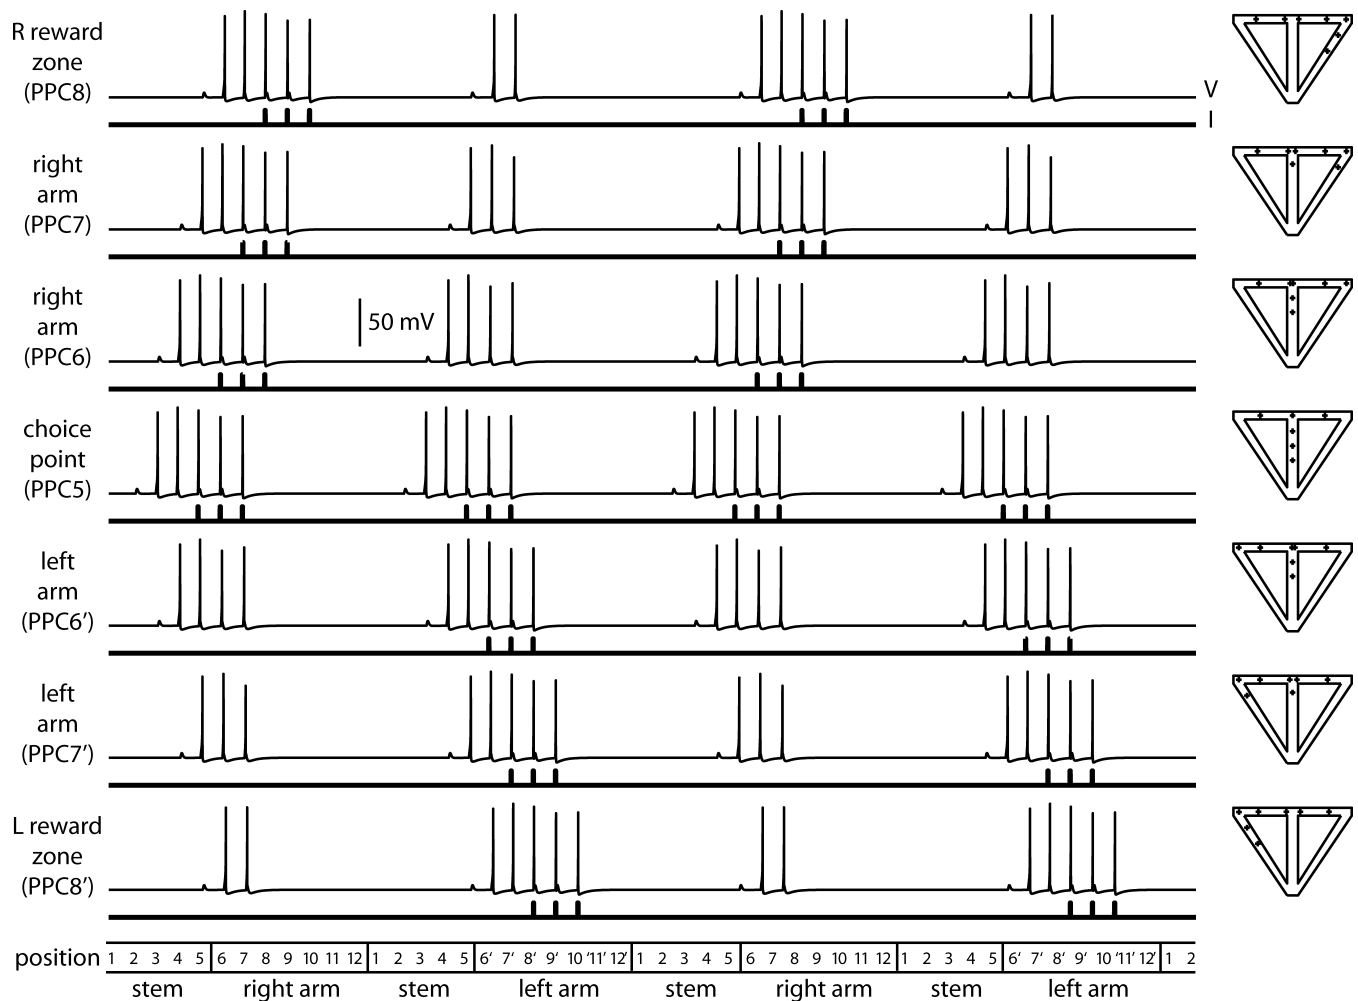 R reward
zone
(PPC8)
V
I
right
arm
(PPC7)
right
arm
(PPC6)
50 mV
choice
point
(PPC5)
left
arm
(PPC6’)
left
arm
(PPC7’)
L reward
zone
(PPC8’)
position 1 2 3 4 5 6 7 8 9 10 11 12 1 2 3 4 5 6‘ 7‘ 8‘ 9‘ 10 ‘11‘ 12‘ 1 2 3 4 5 6 7 8 9 10 11 12 1 2 3 4 5 6‘ 7‘ 8‘ 9‘ 10 ‘11‘ 12‘ 1 2
stem right arm stem left arm stem right arm stem left arm